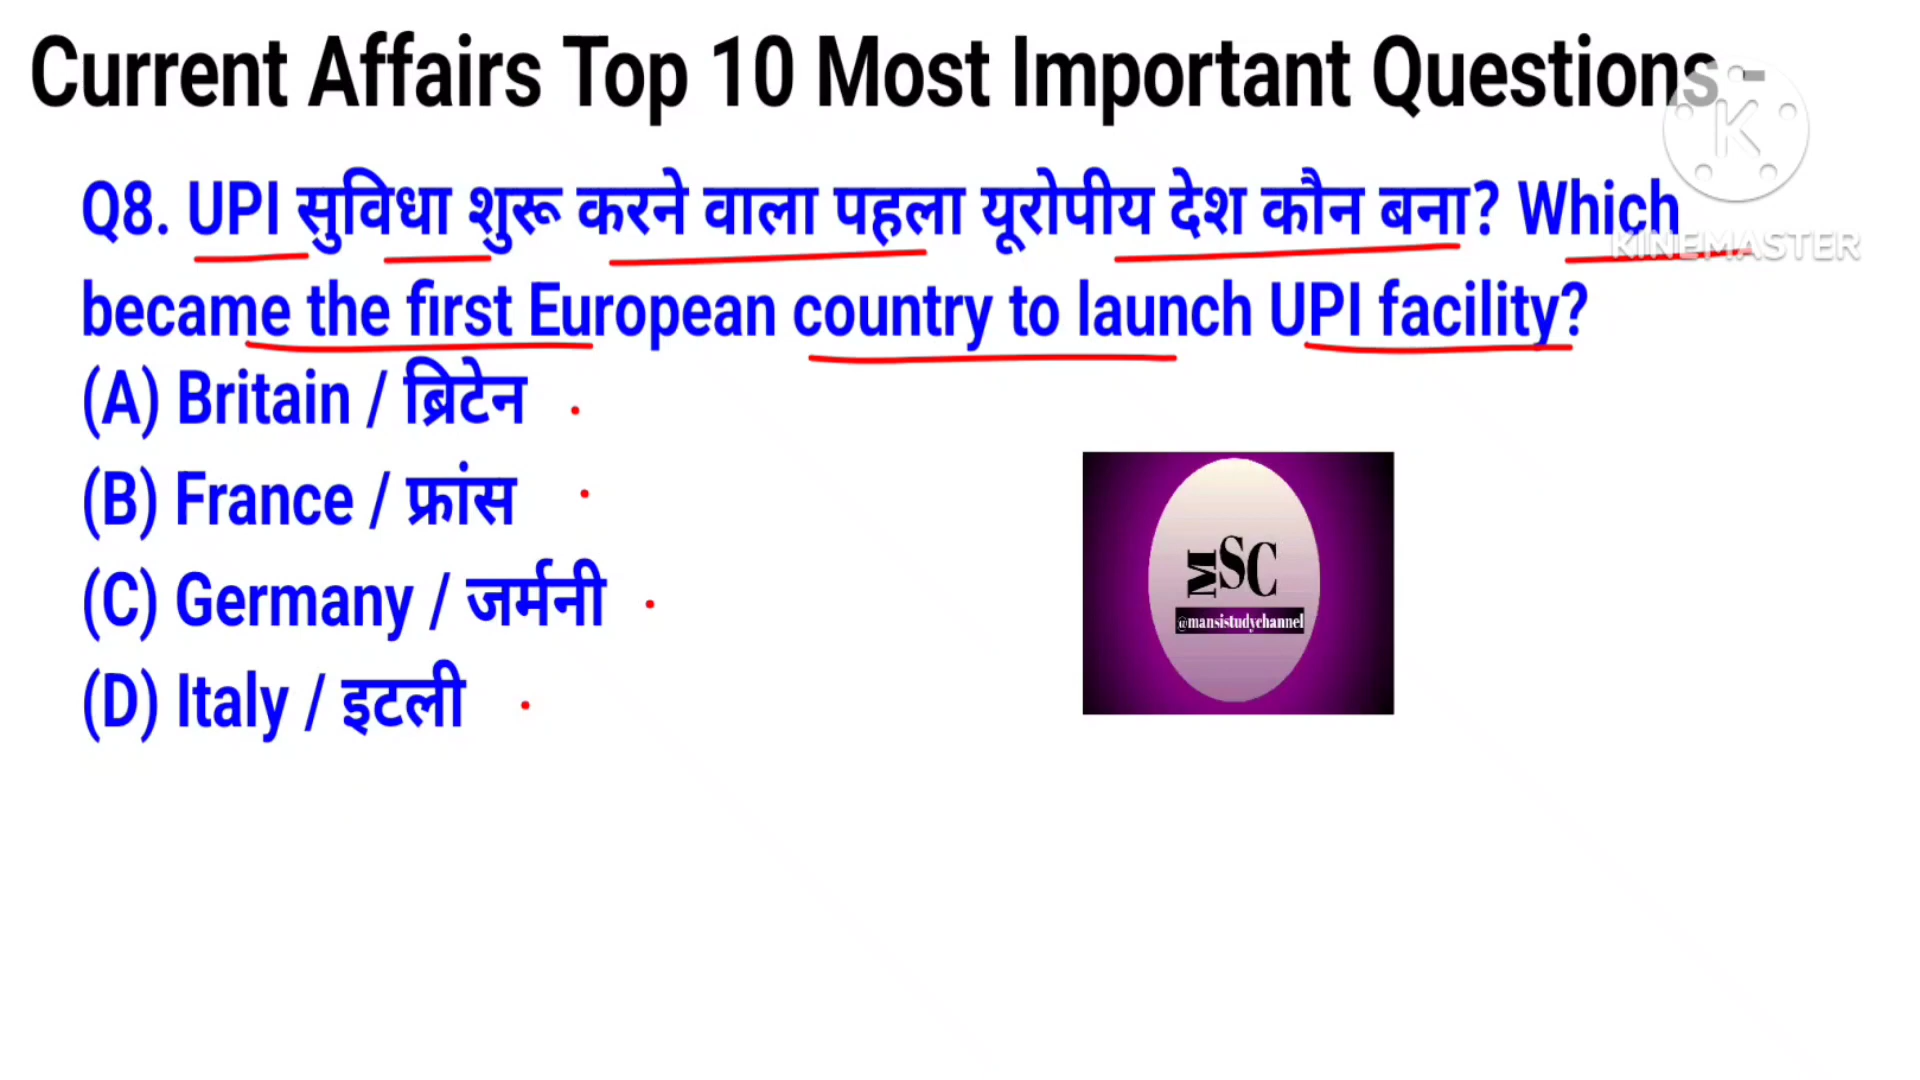 Current Affairs Top 10 Most Important Questions -
Q8. UPI सुविधा शुरू करने वाला पहला यूरोपीय देश कौन बना? Which
became the first European country to launch UPI facility?
(A) Britain / ब्रिटेन
(B) France / फ्रांस
(C) Germany / जर्मनी
(D) Italy / इटली
K
KINEMASTER
MSC
@mansistudychannel